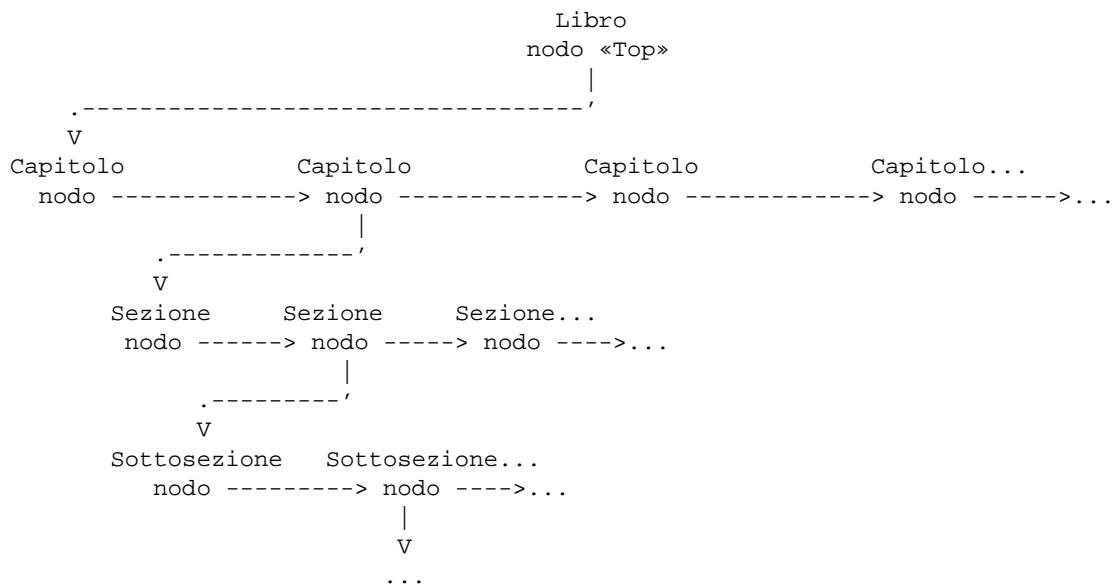 Libro
nodo «Top»
|
.-----------------------------------’
V
Capitolo Capitolo Capitolo Capitolo...
nodo -------------> nodo -------------> nodo -------------> nodo ------>...
|
.-------------’
V
Sezione Sezione Sezione...
nodo ------> nodo -----> nodo ---->...
|
.---------’
V
Sottosezione Sottosezione...
nodo ---------> nodo ---->...
|
V
...